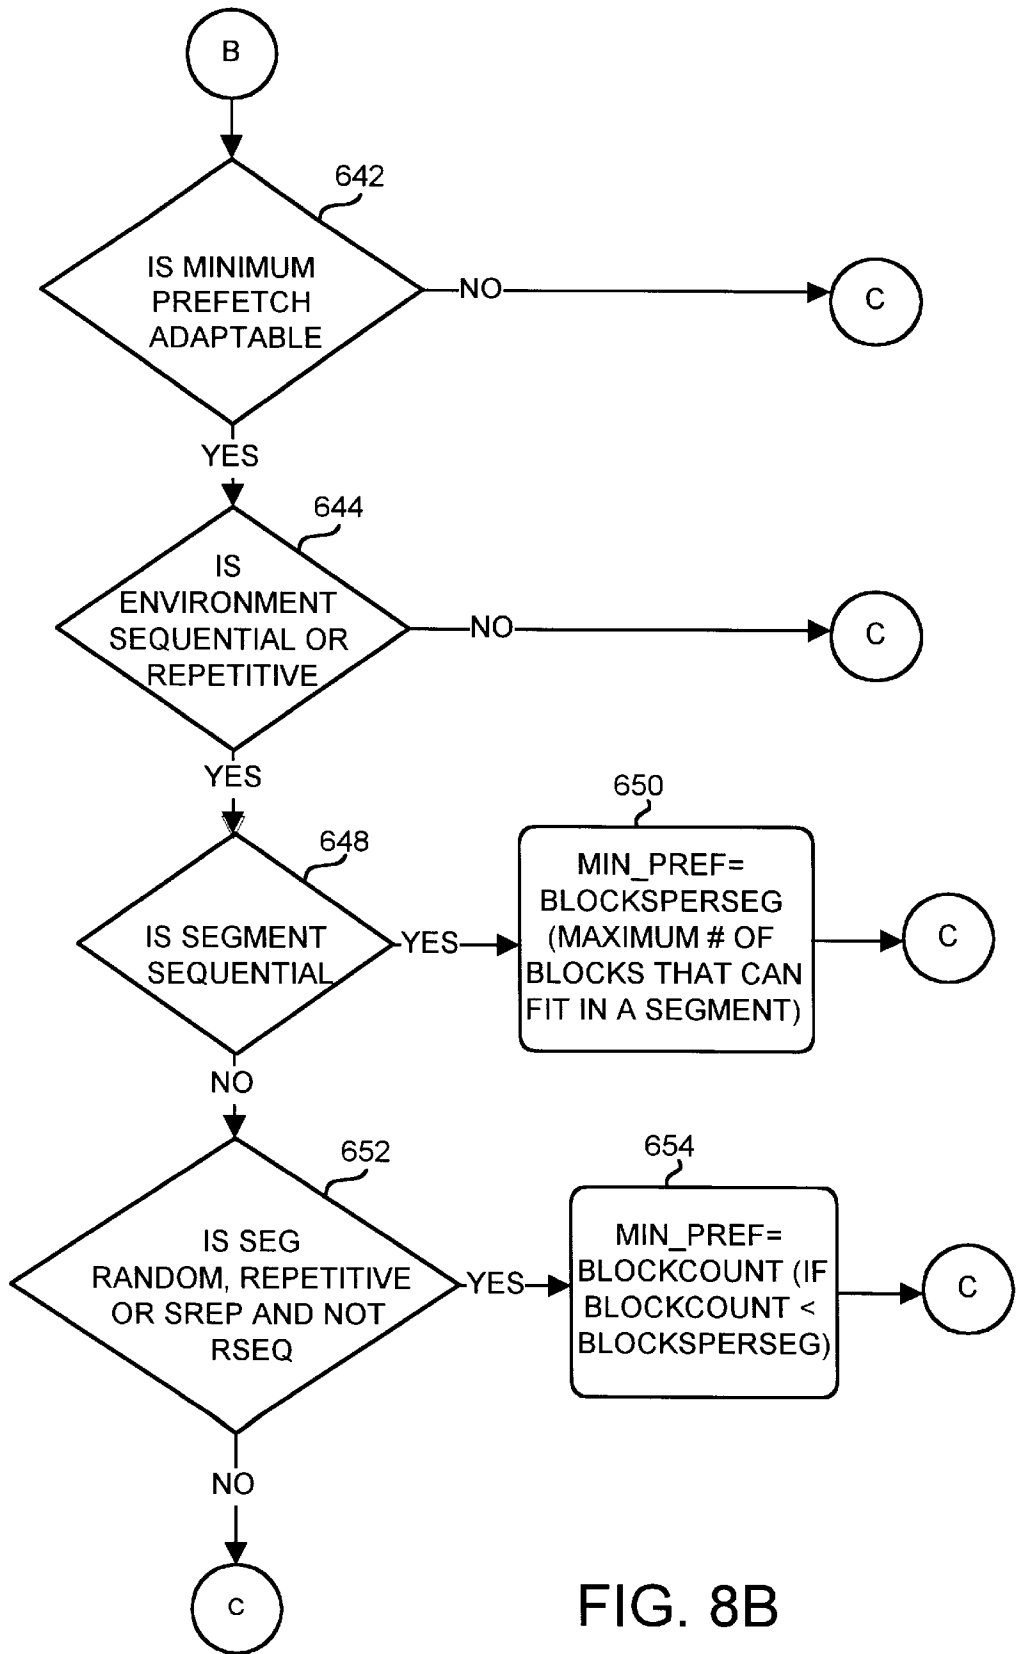 B
642
IS MINIMUM
PREFETCH
ADAPTABLE
NO
C
YES
644
IS
ENVIRONMENT
SEQUENTIAL OR
REPETITIVE
NO
C
YES
648
IS SEGMENT
SEQUENTIAL
YES
650
MIN_PREF=
BLOCKSPERSEG
(MAXIMUM # OF
BLOCKS THAT CAN
FIT IN A SEGMENT)
C
NO
652
IS SEG
RANDOM, REPETITIVE
OR SREP AND NOT
RSEQ
YES
654
MIN_PREF=
BLOCKCOUNT (IF
BLOCKCOUNT <
BLOCKSPERSEG)
C
NO
C
FIG. 8B